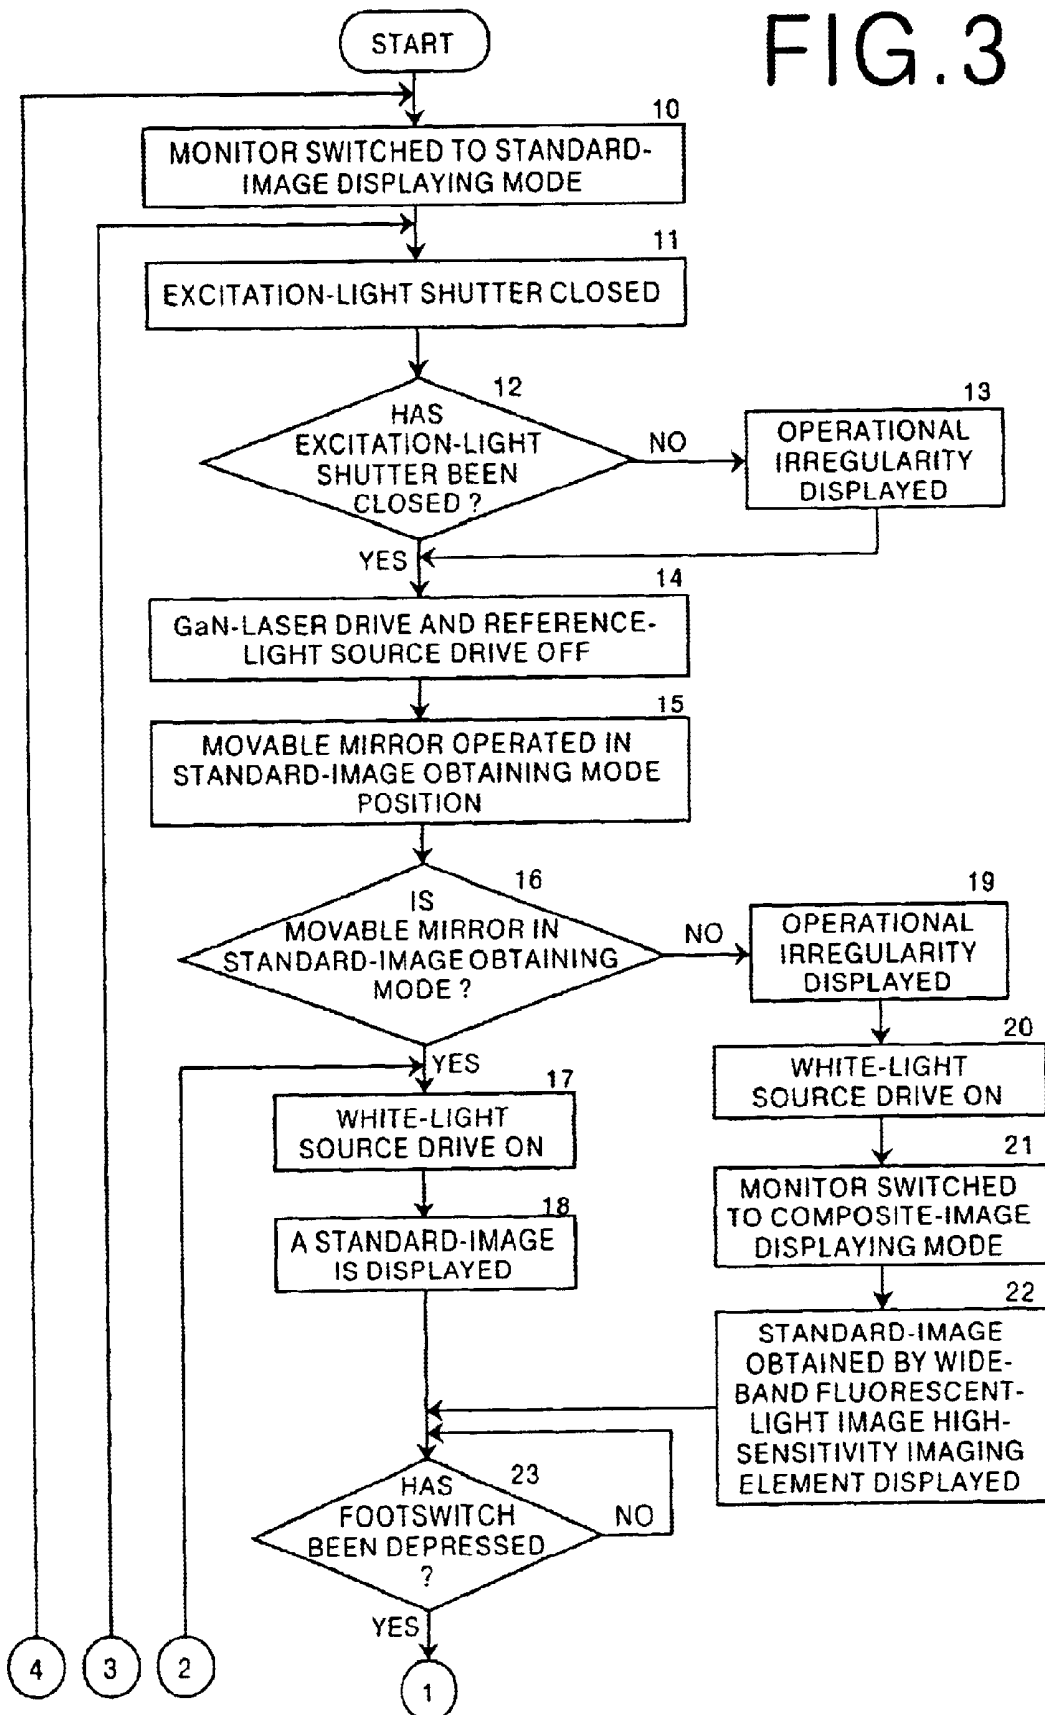 FIG.3
START
10
MONITOR SWITCHED TO STANDARD-
IMAGE DISPLAYING MODE
11
EXCITATION-LIGHT SHUTTER CLOSED
12
HAS
EXCITATION-LIGHT
SHUTTER BEEN
CLOSED ?
NO
13
OPERATIONAL
IRREGULARITY
DISPLAYED
YES
14
GaN-LASER DRIVE AND REFERENCE-
LIGHT SOURCE DRIVE OFF
15
MOVABLE MIRROR OPERATED IN
STANDARD-IMAGE OBTAINING MODE
POSITION
16
IS
MOVABLE MIRROR IN
STANDARD-IMAGE OBTAINING
MODE ?
NO
19
OPERATIONAL
IRREGULARITY
DISPLAYED
YES
17
WHITE-LIGHT
SOURCE DRIVE ON
18
A STANDARD-IMAGE
IS DISPLAYED
20
WHITE-LIGHT
SOURCE DRIVE ON
21
MONITOR SWITCHED
TO COMPOSITE-IMAGE
DISPLAYING MODE
22
STANDARD-IMAGE
OBTAINED BY WIDE-
BAND FLUORESCENT-
LIGHT IMAGE HIGH-
SENSITIVITY IMAGING
ELEMENT DISPLAYED
23
HAS
FOOTSWITCH
BEEN DEPRESSED
?
NO
YES
4
3
2
1